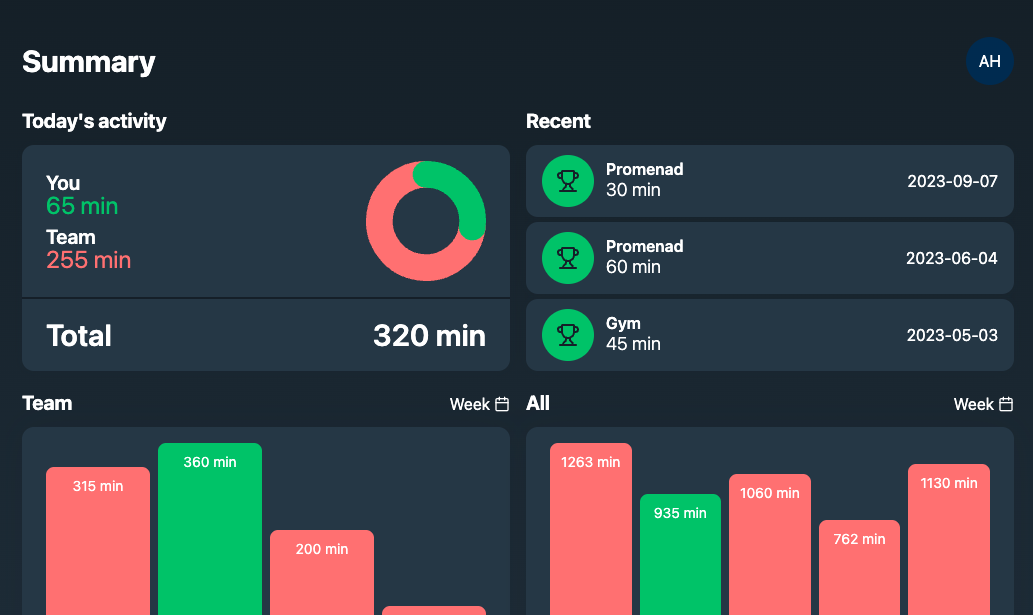 Summary
AH
Today's activity
You
65 min
Team
255 min
Total
320 min
Recent
Promenad
30 min
2023-09-07
Promenad
60 min
2023-06-04
Gym
45 min
2023-05-03
Team
Week
315 min
360 min
200 min
All
Week
1263 min
935 min
1060 min
762 min
1130 min